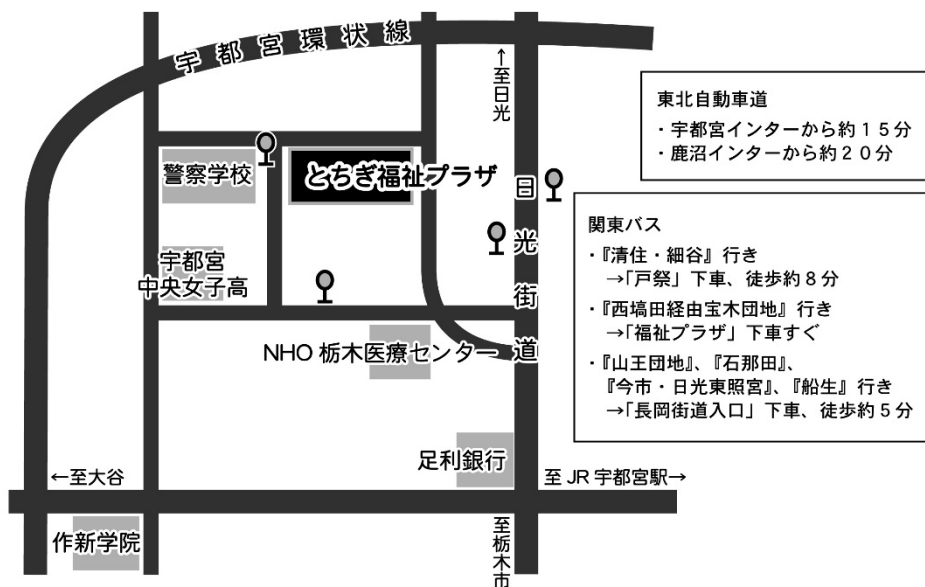 宇都宮環状線
←至日光
東北自動車道
・宇都宮インターから約15分
・鹿沼インターから約20分
警察学校
とちぎ福祉プラザ
日光街道
宇都宮
中央女子高
関東バス
・『清住・細谷』行き
→「戸祭」下車、徒歩約8分
・『西塙田経由宝木団地』行き
→「福祉プラザ」下車すぐ
・『山王団地』、『石那田』、
『今市・日光東照宮』、『船生』行き
→「長岡街道入口」下車、徒歩約5分
NHO 栃木医療センター
足利銀行
←至大谷
至 JR 宇都宮駅→
作新学院
至栃木市